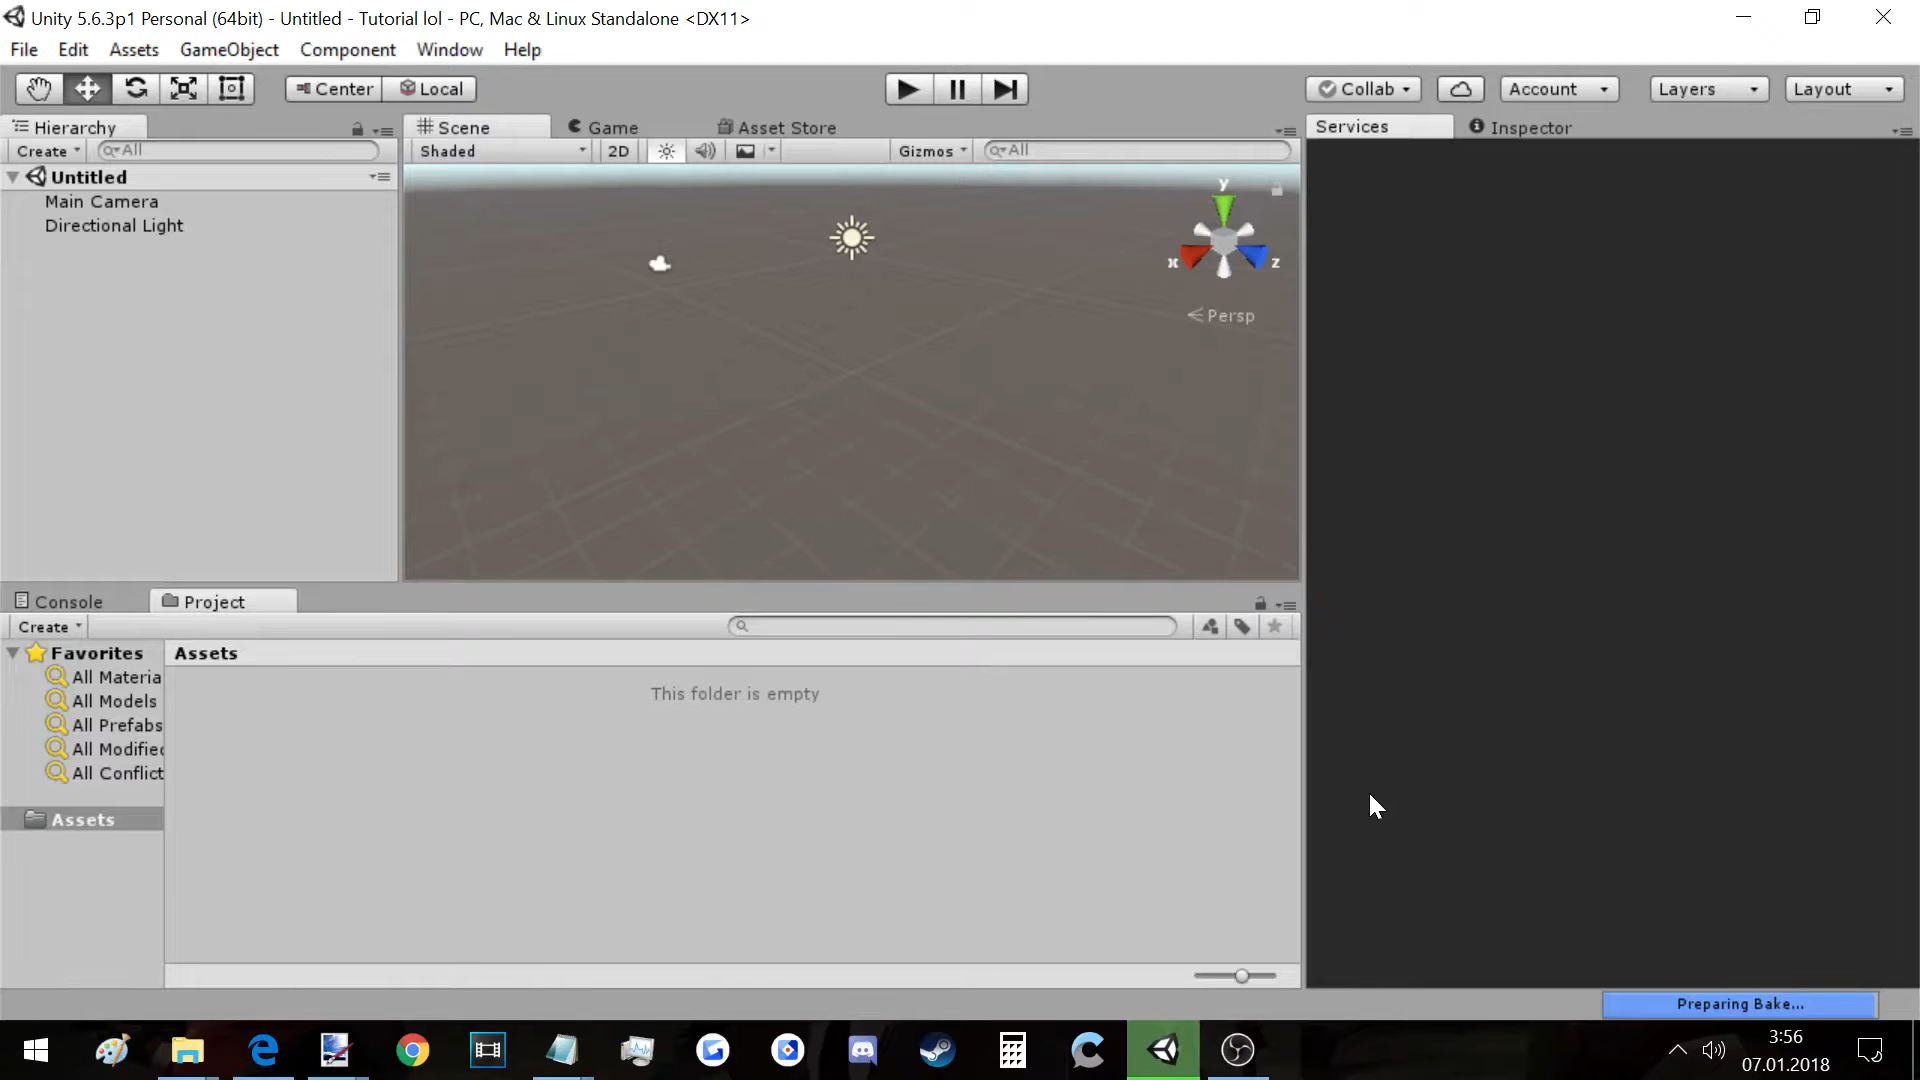 Unity 5.6.3p1 Personal (64bit) - Untitled - Tutorial lol - PC, Mac & Linux Standalone <DX11>
File Edit Assets GameObject Component Window Help
Center Local Collab Account Layers Layout
Hierarchy Scene Game Asset Store Services Inspector
Create All Shaded 2D Gizmos All
Untitled
Main Camera
Directional Light
y
x
z
Persp
Console Project
Create
Favorites Assets
All Materia
All Models
All Prefabs
All Modified
All Conflict
Assets
This folder is empty
Preparing Bake...
3:56
07.01.2018